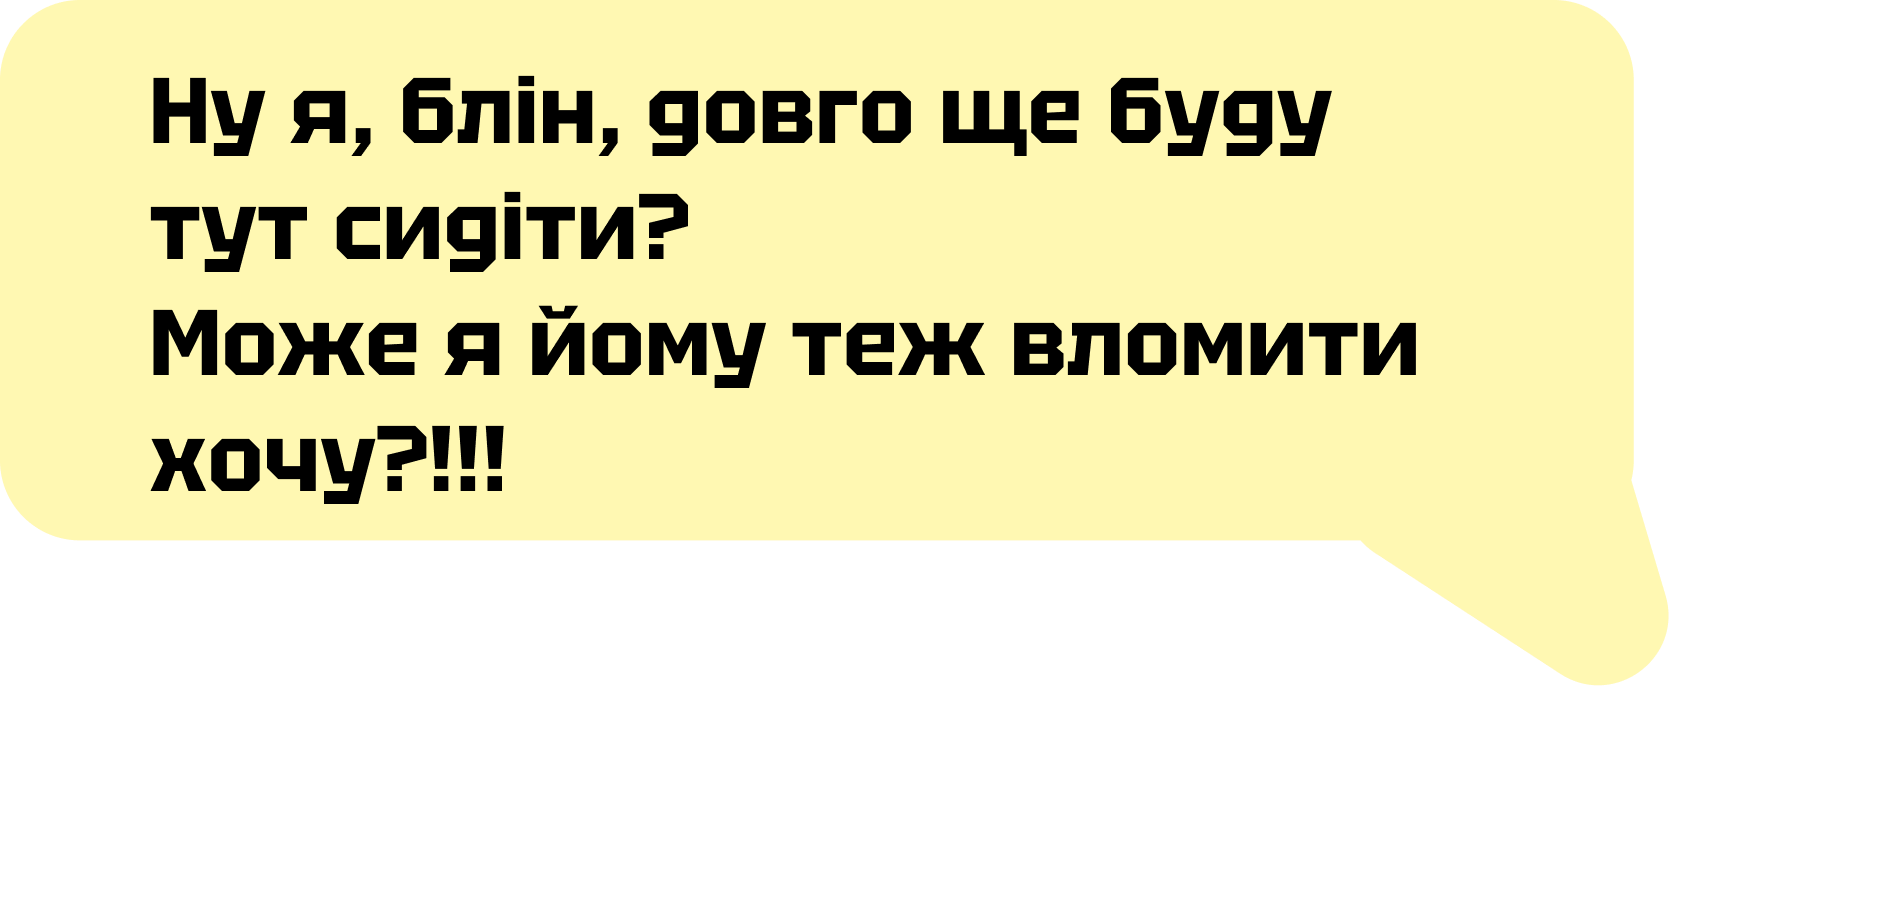 Ну я, блін, довго ще буду
тут сидіти?
Може я йому теж вломити
хочу?!!!